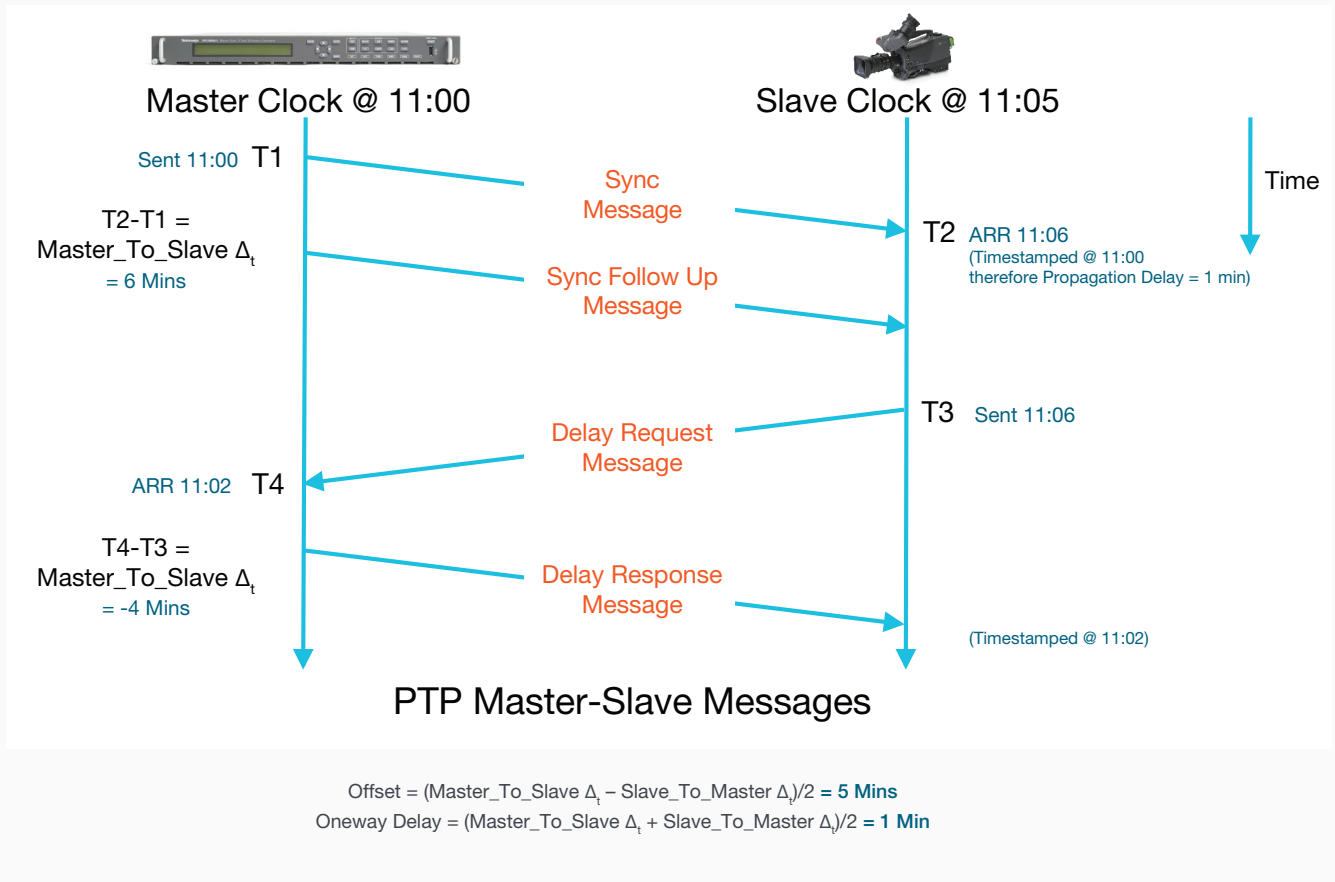 Tektronix
Master Clock @ 11:00
Slave Clock @ 11:05
Sent 11:00 T1
Sync
Message
Time
T2-T1 =
Master_To_Slave Δt
= 6 Mins
T2 ARR 11:06
(Timestamped @ 11:00
therefore Propagation Delay = 1 min)
Sync Follow Up
Message
T3 Sent 11:06
Delay Request
Message
ARR 11:02 T4
T4-T3 =
Master_To_Slave Δt
= -4 Mins
Delay Response
Message
(Timestamped @ 11:02)
PTP Master-Slave Messages
Offset = (Master_To_Slave Δt – Slave_To_Master Δt)/2 = 5 Mins
Oneway Delay = (Master_To_Slave Δt + Slave_To_Master Δt)/2 = 1 Min